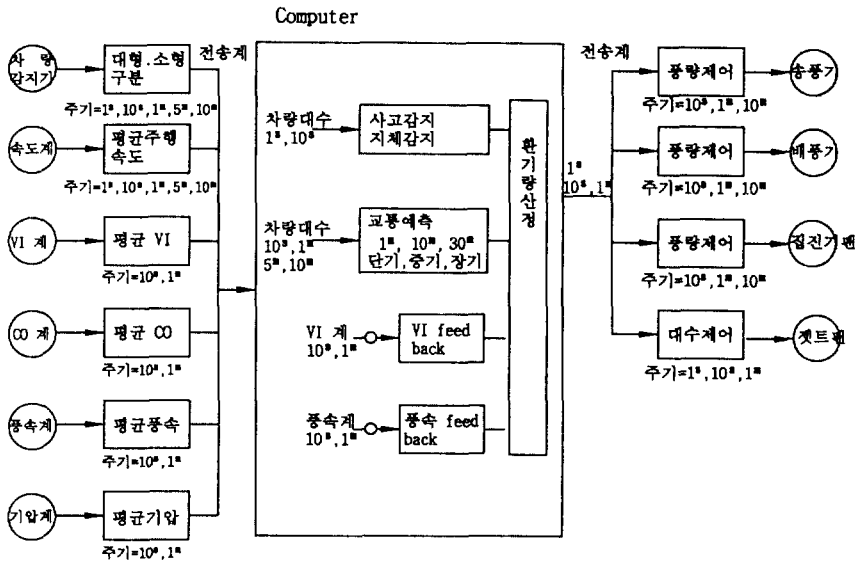 Computer
차 량
감지기
대형.소형
구분
전송계
주기=1ˢ,10ˢ,1ᵐ,5ᵐ,10ᵐ
속도계
평균주행
속도
주기=1ˢ,10ˢ,1ᵐ,5ᵐ,10ᵐ
VI 계
평균 VI
주기=10ˢ,1ᵐ
CO 계
평균 CO
주기=10ˢ,1ᵐ
풍속계
평균풍속
주기=10ˢ,1ᵐ
기압계
평균기압
주기=10ˢ,1ᵐ
차량대수
1ˢ,10ˢ
사고감지
지체감지
차량대수
10ˢ,1ᵐ
5ᵐ,10ᵐ
교통예측
1ᵐ, 10ᵐ, 30ᵐ
단기,중기,장기
VI 계
10ˢ,1ᵐ
VI feed
back
풍속계
10ˢ,1ᵐ
풍속 feed
back
환기량산정
전송계
1ˢ
10ˢ,1ᵐ
풍량제어
송풍기
주기=10ˢ,1ᵐ,10ᵐ
풍량제어
배풍기
주기=10ˢ,1ᵐ,10ᵐ
풍량제어
집진기팬
주기=10ˢ,1ᵐ,10ᵐ
대수제어
젯트팬
주기=1ˢ,10ˢ,1ᵐ